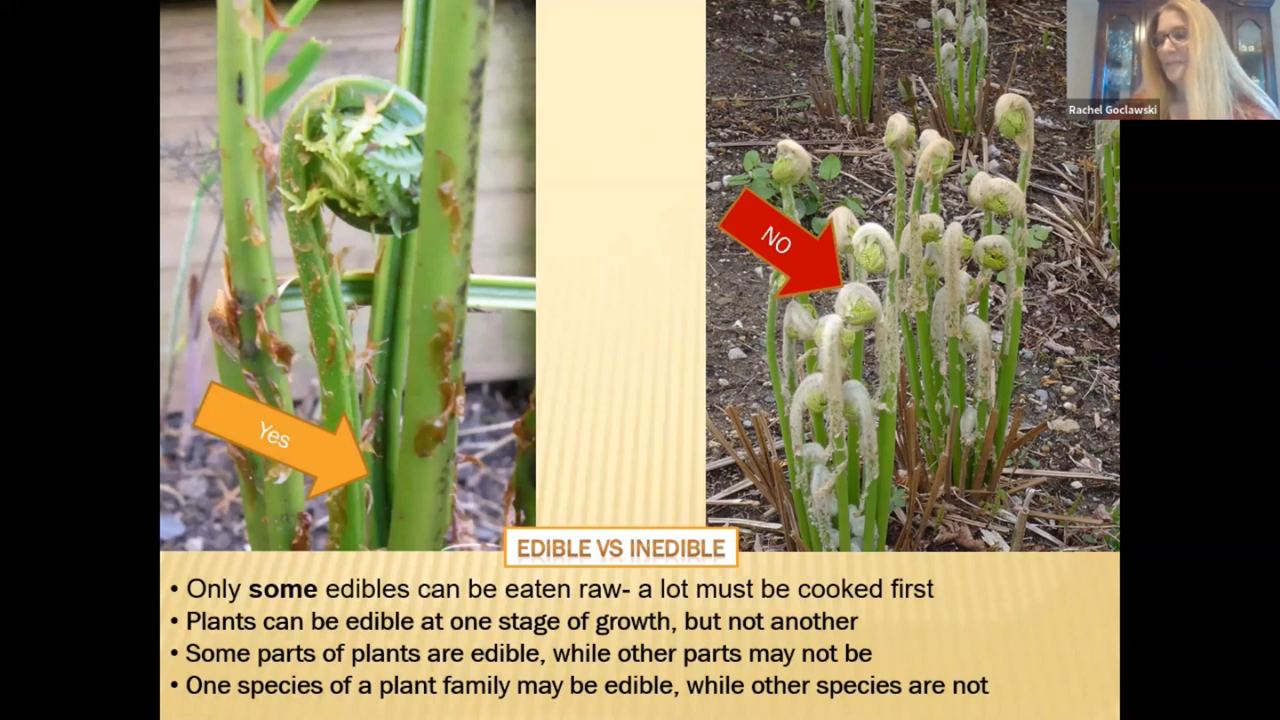 Rachel Goclawski
NO
Yes
EDIBLE VS INEDIBLE
• Only some edibles can be eaten raw- a lot must be cooked first
• Plants can be edible at one stage of growth, but not another
• Some parts of plants are edible, while other parts may not be
• One species of a plant family may be edible, while other species are not